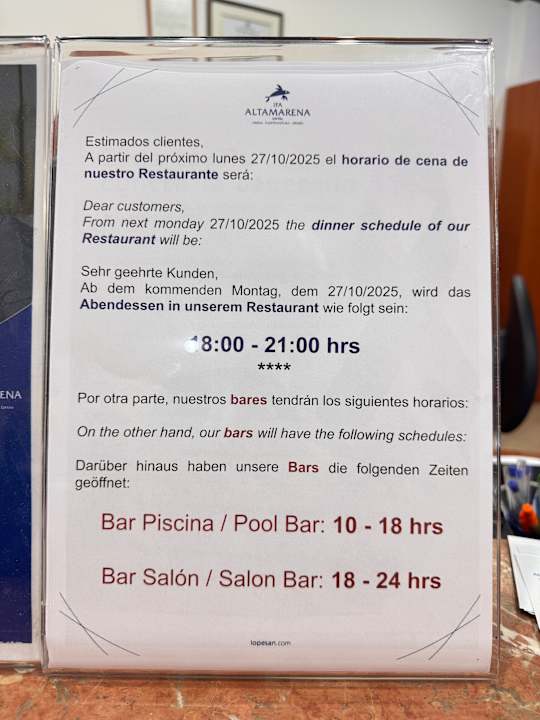 IFA
ALTAMARENA
HOTEL
Estimados clientes,
A partir del próximo lunes 27/10/2025 el horario de cena de
nuestro Restaurante será:
Dear customers,
From next monday 27/10/2025 the dinner schedule of our
Restaurant will be:
Sehr geehrte Kunden,
Ab dem kommenden Montag, dem 27/10/2025, wird das
Abendessen in unserem Restaurant wie folgt sein:
18:00 - 21:00 hrs
****
Por otra parte, nuestros bares tendrán los siguientes horarios:
On the other hand, our bars will have the following schedules:
Darüber hinaus haben unsere Bars die folgenden Zeiten
geöffnet:
Bar Piscina / Pool Bar: 10 - 18 hrs
Bar Salón / Salon Bar: 18 - 24 hrs
lopesan.com
ENA